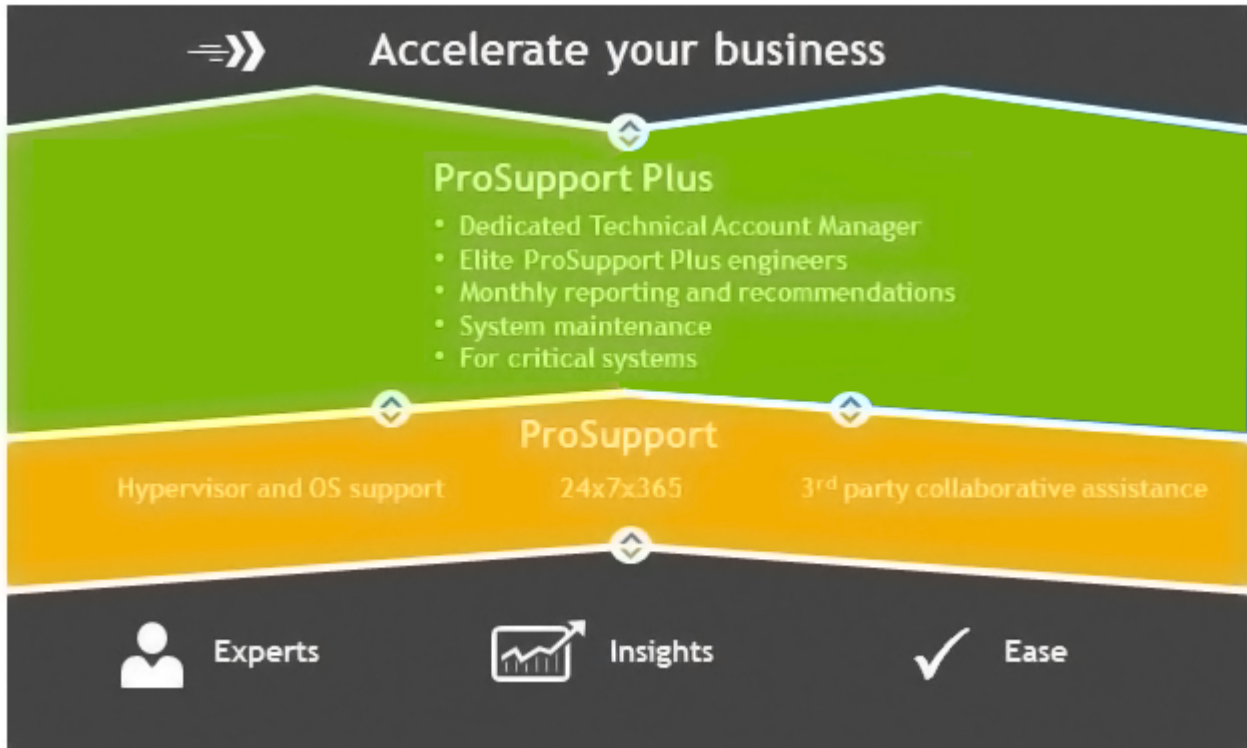 Accelerate your business
ProSupport Plus
• Dedicated Technical Account Manager
• Elite ProSupport Plus engineers
• Monthly reporting and recommendations
• System maintenance
• For critical systems
ProSupport
Hypervisor and OS support 24x7x365 3rd party collaborative assistance
Experts Insights Ease